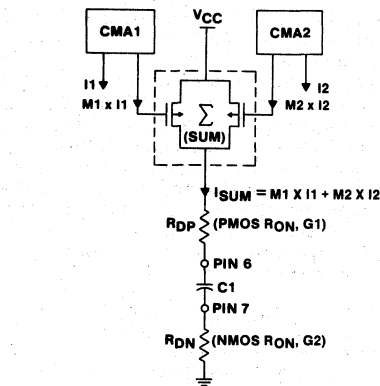 CMA1
VCC
CMA2
I1
I2
M1 x I1
M2 x I2
Σ
(SUM)
ISUM = M1 X I1 + M2 X I2
RDP (PMOS RON, G1)
PIN 6
C1
PIN 7
RDN (NMOS RON, G2)